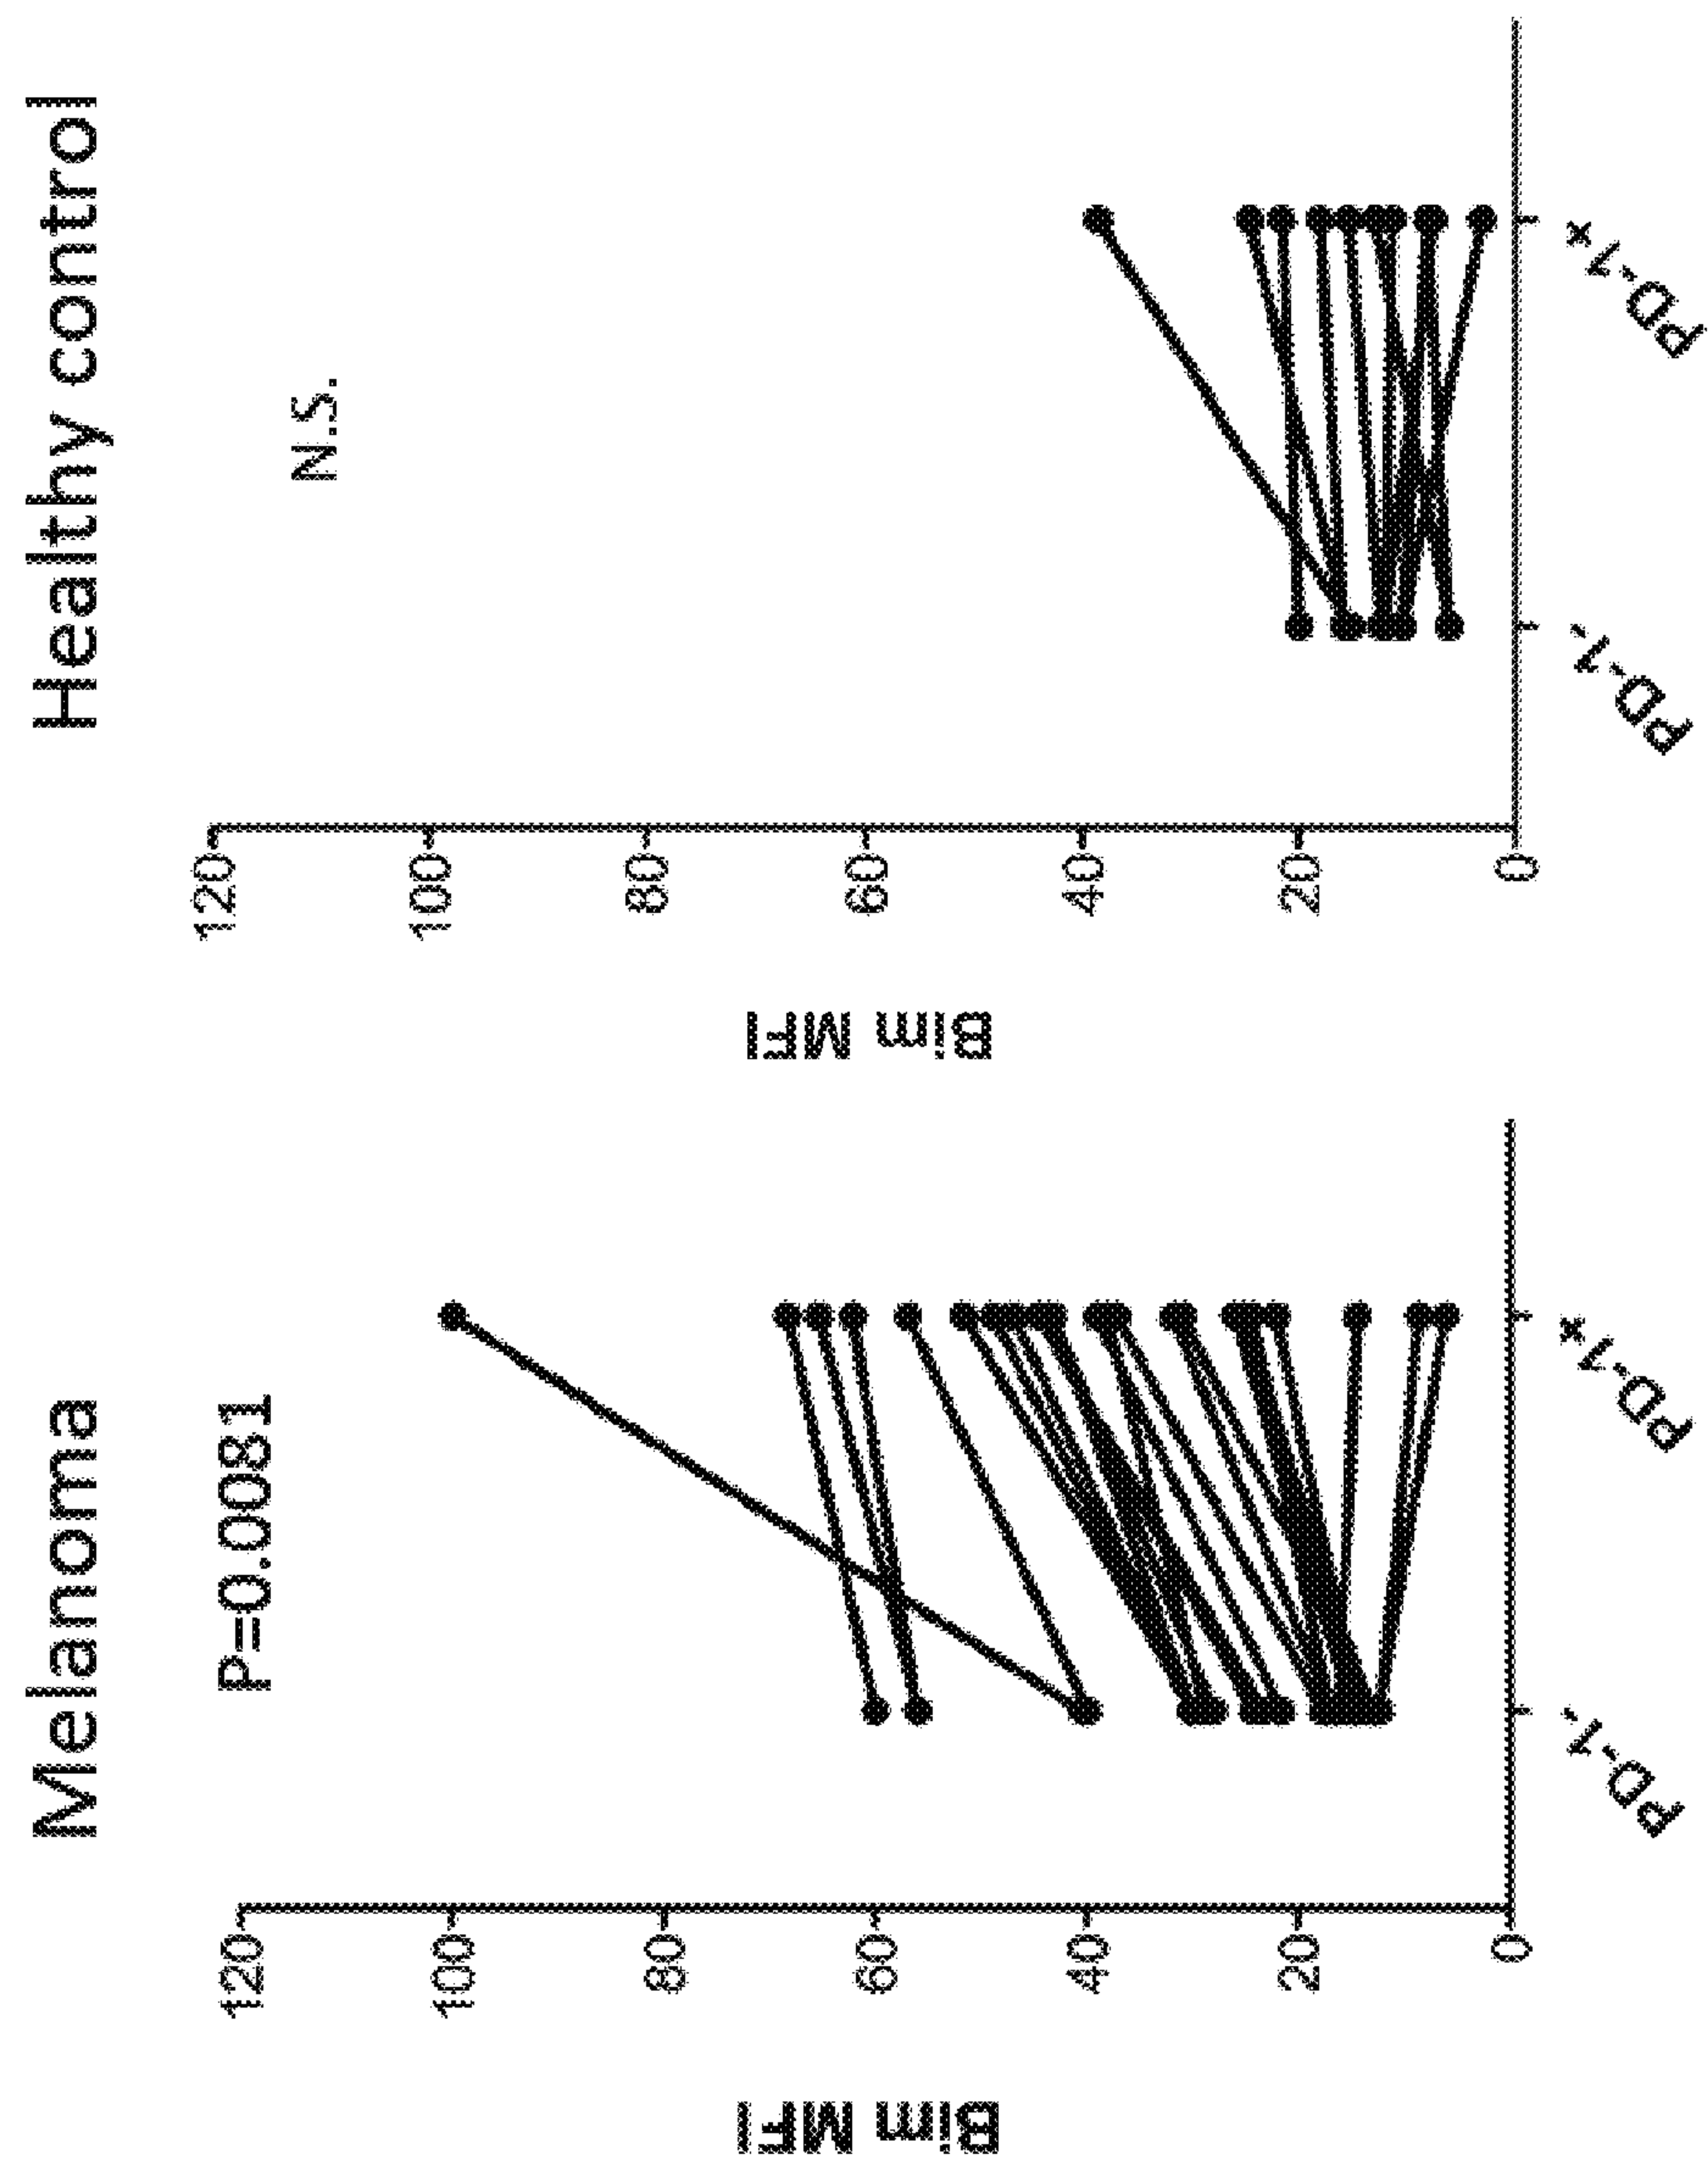 Melanoma
P=0.0081
Bim MFI
120
100
80
60
40
20
0
PD-1-
PD-1+
Healthy control
N.S.
Bim MFI
120
100
80
60
40
20
0
PD-1-
PD-1+